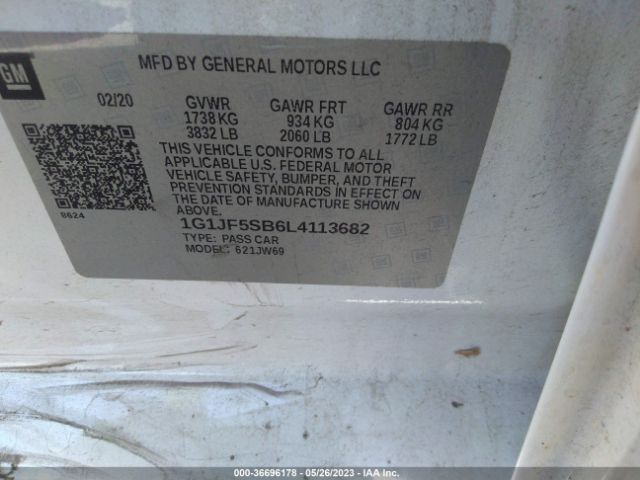 GM
MFD BY GENERAL MOTORS LLC
02/20 GVWR GAWR FRT GAWR RR
1738 KG 934 KG 804 KG
3832 LB 2060 LB 1772 LB
THIS VEHICLE CONFORMS TO ALL
APPLICABLE U.S. FEDERAL MOTOR
VEHICLE SAFETY, BUMPER, AND THEFT
PREVENTION STANDARDS IN EFFECT ON
THE DATE OF MANUFACTURE SHOWN ABOVE.
8624
1G1JF5SB6L4113682
TYPE: PASS CAR
MODEL: 621JW69
000-36696178 - 05/26/2023 - IAA Inc.